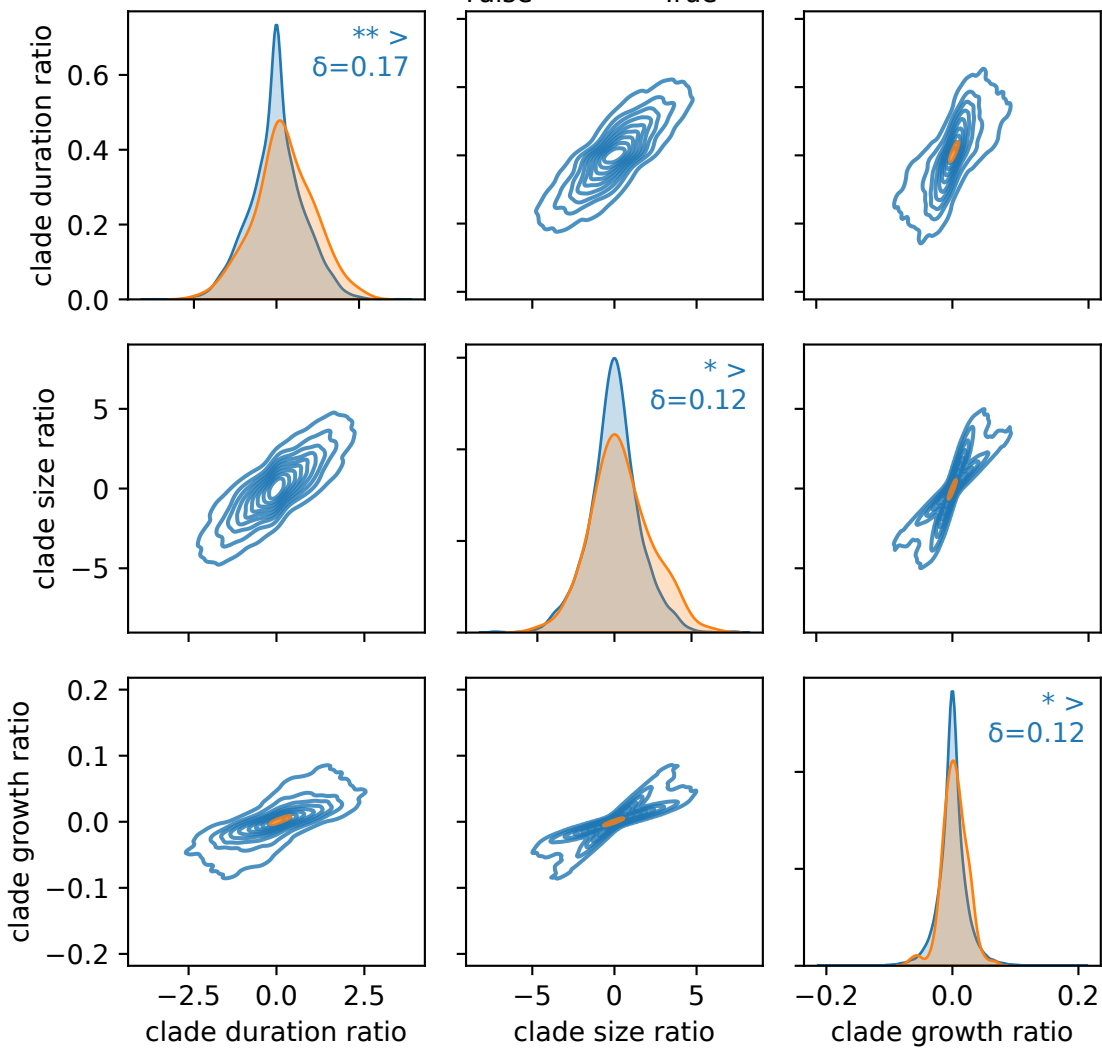 False True
clade duration ratio
0.6
0.4
0.2
0.0
** >
δ=0.17
clade size ratio
5
0
−5
* >
δ=0.12
clade growth ratio
0.2
0.1
0.0
−0.1
−0.2
* >
δ=0.12
−2.5 0.0 2.5
−5 0 5
−0.2 0.0 0.2
clade duration ratio
clade size ratio
clade growth ratio